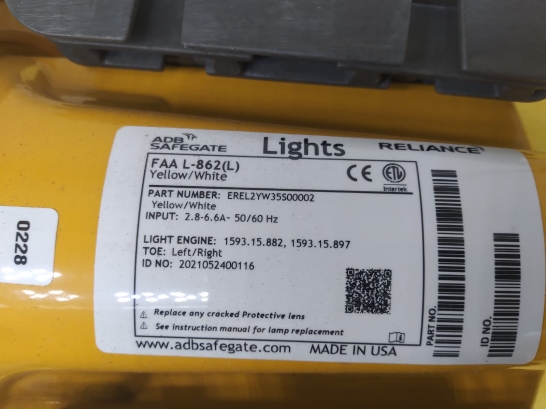 ADB SAFEGATE
Lights
RELIANCE
FAA L-862(L)
Yellow/White
CE
ETL
Intertek
PART NUMBER: EREL2YW35S00002
Yellow/White
INPUT: 2.8-6.6A~ 50/60 Hz
LIGHT ENGINE: 1593.15.882, 1593.15.897
TOE: Left/Right
ID NO: 2021052400116
Replace any cracked Protective lens
See instruction manual for lamp replacement
www.adbsafegate.com
MADE IN USA
PART NO.
ID NO.
0228